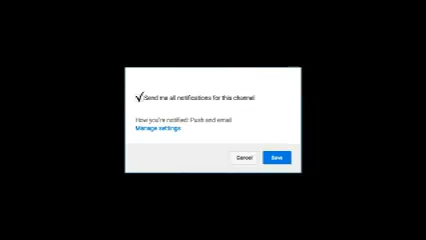 Send me all notifications for this channel
How you're notified: Push and email
Manage settings
Cancel
Save